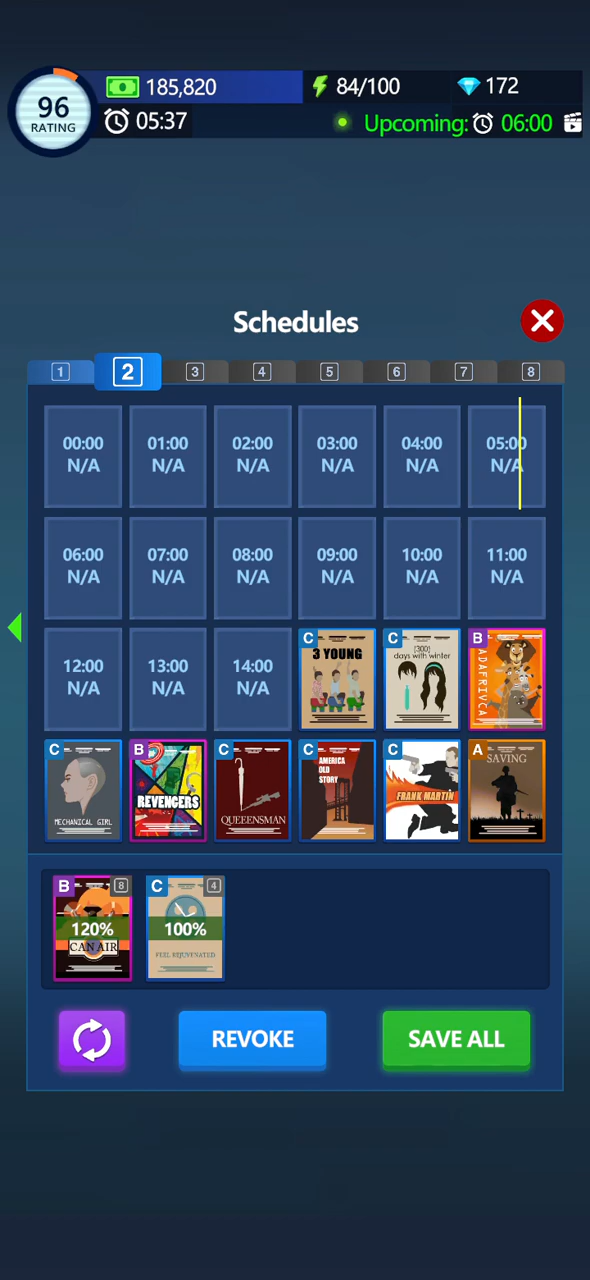 185,820
84/100
172
96
RATING
05:37
Upcoming:
06:00
Schedules
1
2
3
4
5
6
7
8
00:00
N/A
01:00
N/A
02:00
N/A
03:00
N/A
04:00
N/A
05:00
N/A
06:00
N/A
07:00
N/A
08:00
N/A
09:00
N/A
10:00
N/A
11:00
N/A
12:00
N/A
13:00
N/A
14:00
N/A
C
3 YOUNG
C
(300)
days with winter
B
ADAFRIVCA
C
MECHANICAL GIRL
B
REVENGERS
C
QUEEENSMAN
C
AMERICA
OLD
STORY
C
FRANK MARTIN
A
SAVING
B
8
120%
CAN AIR
C
4
100%
FEEL REJUVENATED
REVOKE
SAVE ALL